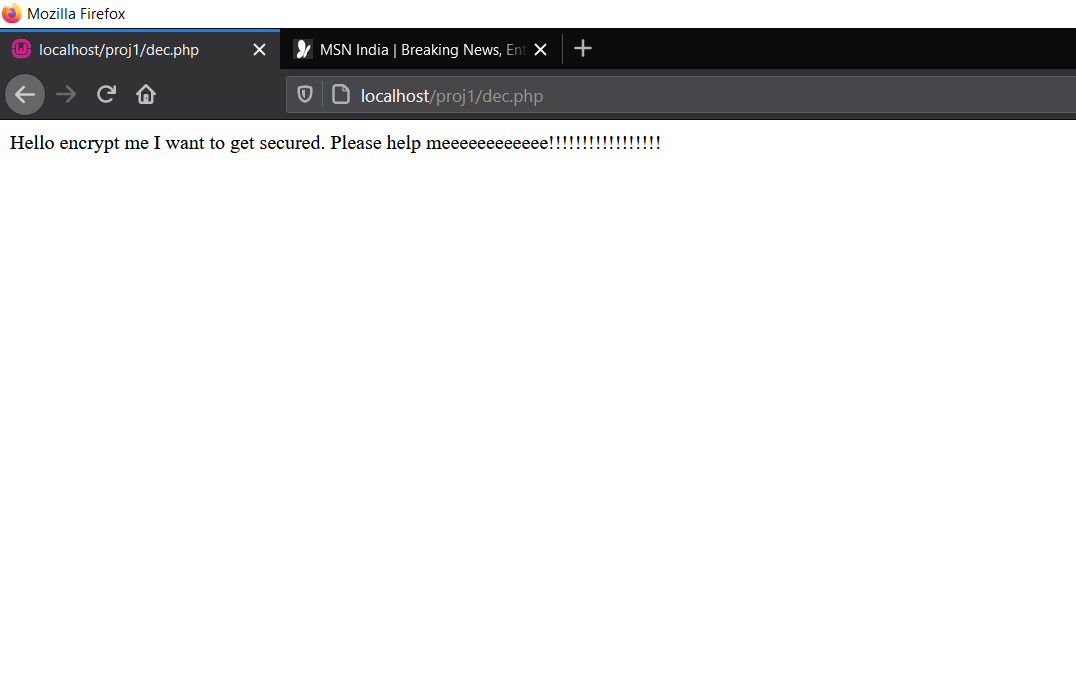 Mozilla Firefox
localhost/proj1/dec.php
MSN India | Breaking News, Ent
localhost/proj1/dec.php
Hello encrypt me I want to get secured. Please help meeeeeeeeeeee!!!!!!!!!!!!!!!!!